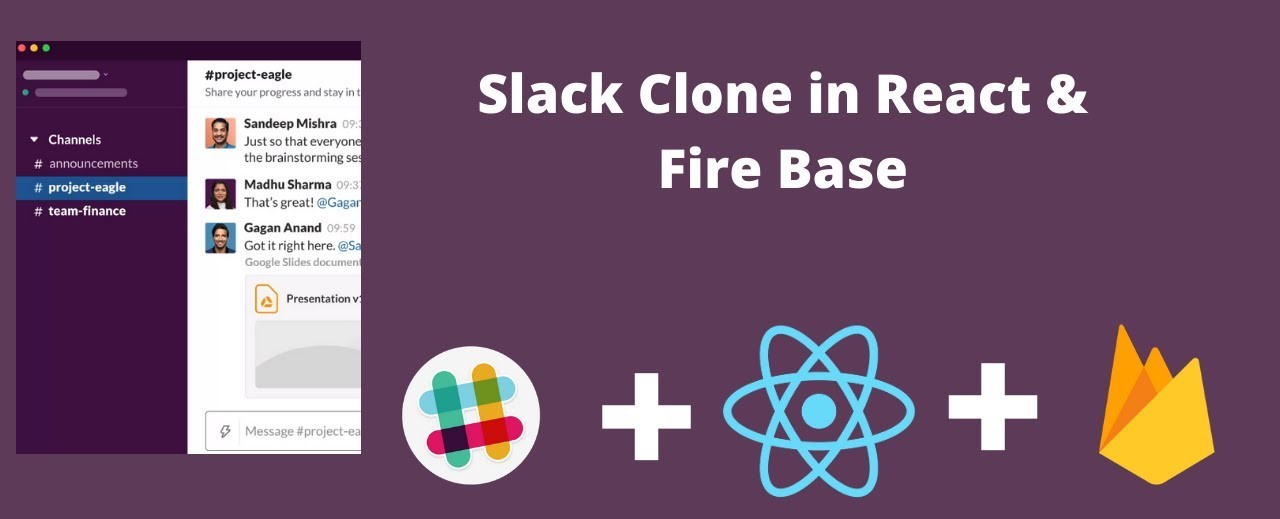 Channels
# announcements
# project-eagle
# team-finance
#project-eagle
Share your progress and stay in
Sandeep Mishra 09:
Just so that everyone
the brainstorming
Madhu Sharma 09:3
That's great! @Gagan
Gagan Anand 09:59
Got it right here. @Sa
Google Slides document
Presentation
Message #project-ea
Slack Clone in React &
Fire Base